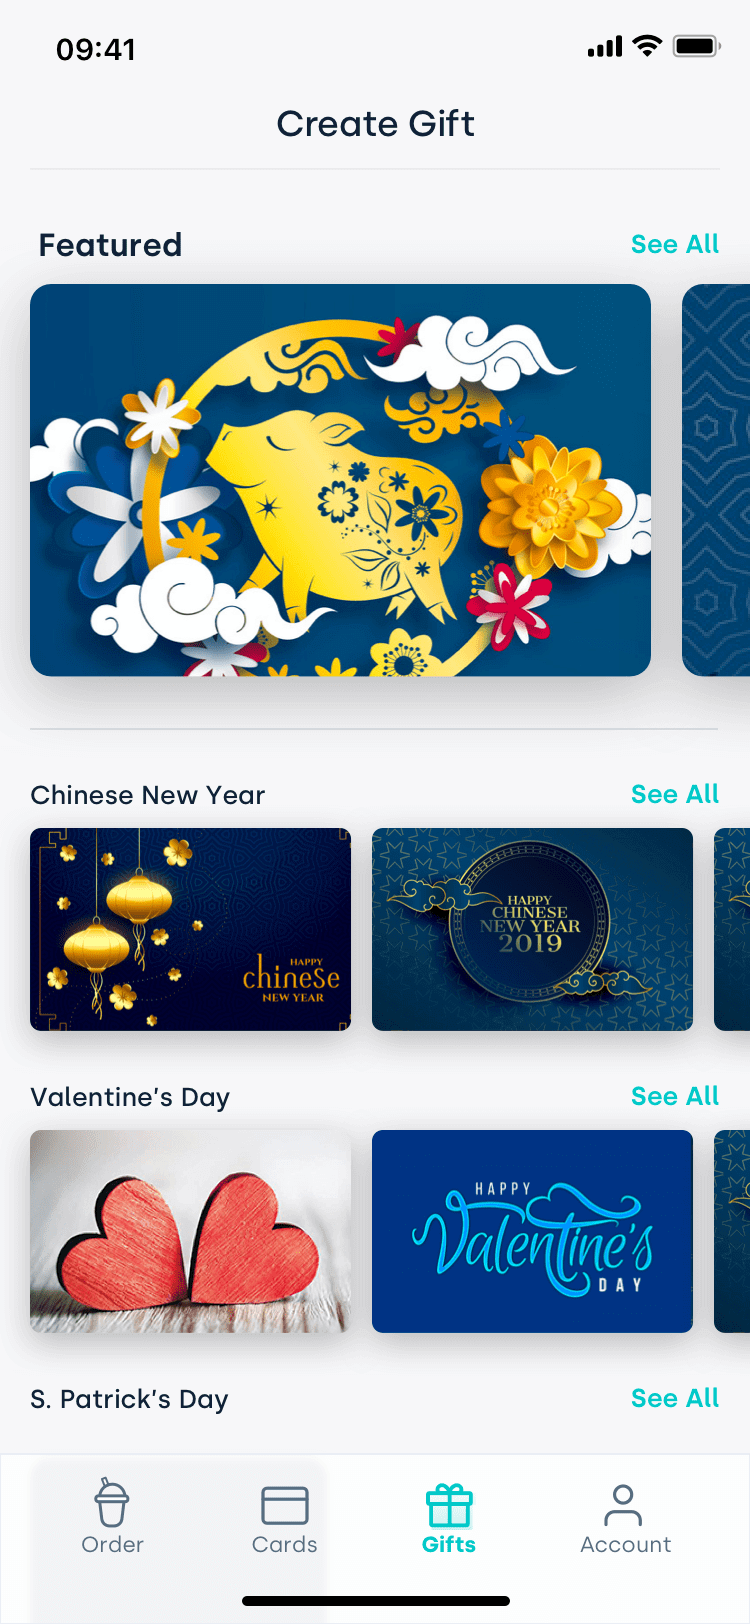 09:41
Create Gift
Featured
See All
Chinese New Year
See All
HAPPY
chinese
NEW YEAR
HAPPY
CHINESE
NEW YEAR
2019
Valentine's Day
See All
HAPPY
Valentine's
DAY
S. Patrick's Day
See All
Order
Cards
Gifts
Account